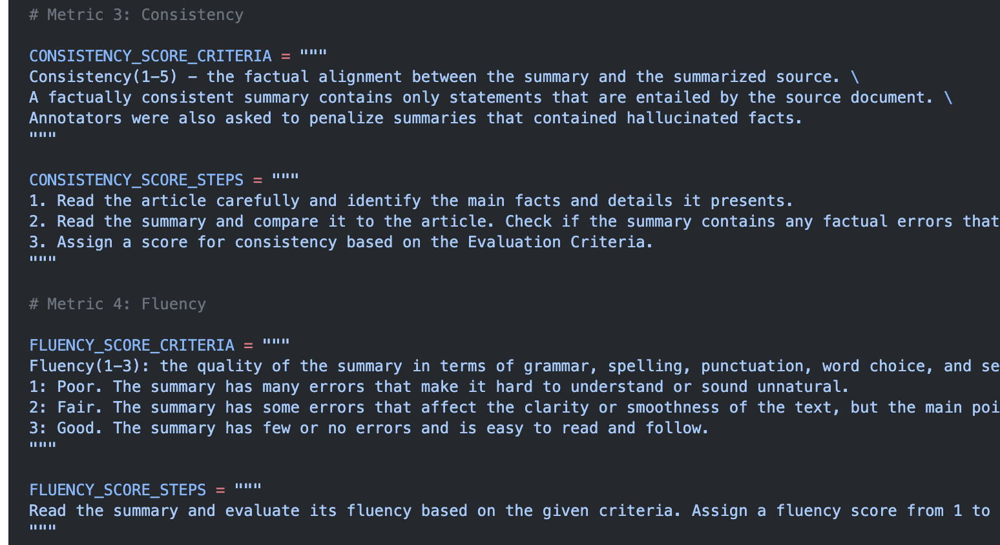 # Metric 3: Consistency
CONSISTENCY_SCORE_CRITERIA = """
Consistency(1-5) - the factual alignment between the summary and the summarized source. \
A factually consistent summary contains only statements that are entailed by the source document. \
Annotators were also asked to penalize summaries that contained hallucinated facts.
"""
CONSISTENCY_SCORE_STEPS = """
1. Read the article carefully and identify the main facts and details it presents.
2. Read the summary and compare it to the article. Check if the summary contains any factual errors that
3. Assign a score for consistency based on the Evaluation Criteria.
"""
# Metric 4: Fluency
FLUENCY_SCORE_CRITERIA = """
Fluency(1-3): the quality of the summary in terms of grammar, spelling, punctuation, word choice, and se
1: Poor. The summary has many errors that make it hard to understand or sound unnatural.
2: Fair. The summary has some errors that affect the clarity or smoothness of the text, but the main poi
3: Good. The summary has few or no errors and is easy to read and follow.
"""
FLUENCY_SCORE_STEPS = """
Read the summary and evaluate its fluency based on the given criteria. Assign a fluency score from 1 to
"""